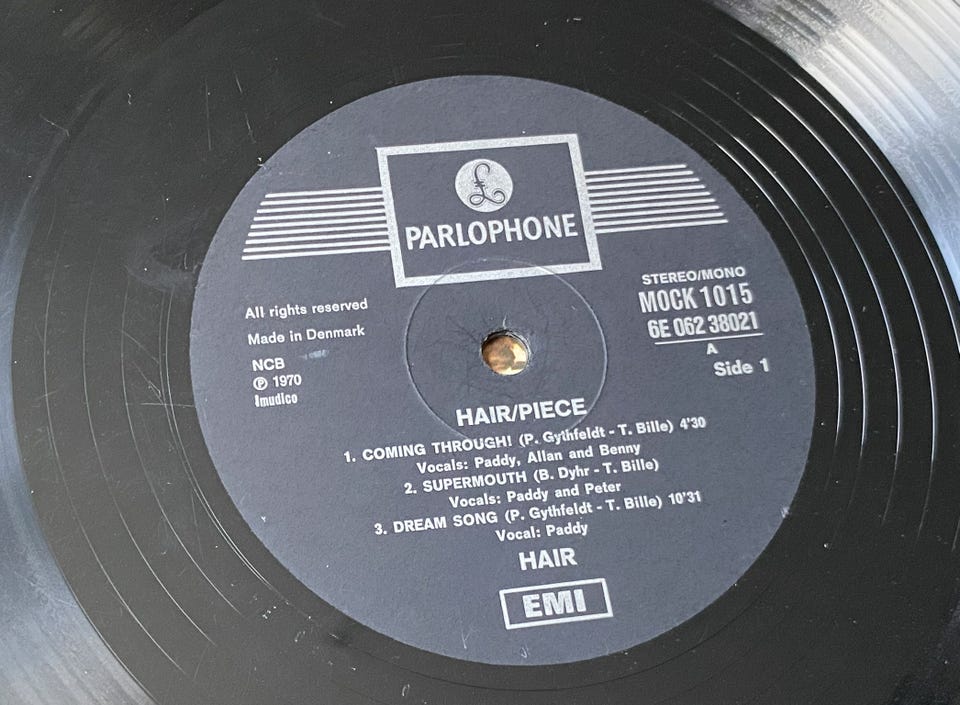 £
PARLOPHONE
All rights reserved
Made in Denmark
NCB
℗ 1970
Imudico
STEREO/MONO
MOCK 1015
6E 062 38021
A
Side 1
HAIR/PIECE
1. COMING THROUGH! (P. Gythfeldt - T. Bille) 4'30
Vocals: Paddy, Allan and Benny
2. SUPERMOUTH (B. Dyhr - T. Bille)
Vocals: Paddy and Peter
3. DREAM SONG (P. Gythfeldt - T. Bille) 10'31
Vocal: Paddy
HAIR
EMI